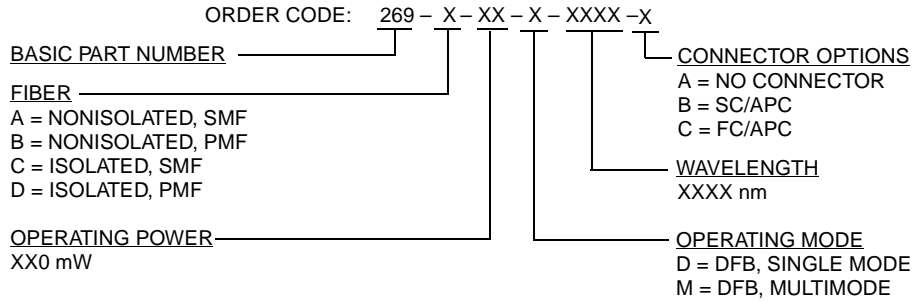 ORDER CODE: 269 – X – XX – X – XXXX – X
BASIC PART NUMBER
FIBER
A = NONISOLATED, SMF
B = NONISOLATED, PMF
C = ISOLATED, SMF
D = ISOLATED, PMF
OPERATING POWER
XX0 mW
CONNECTOR OPTIONS
A = NO CONNECTOR
B = SC/APC
C = FC/APC
WAVELENGTH
XXXX nm
OPERATING MODE
D = DFB, SINGLE MODE
M = DFB, MULTIMODE